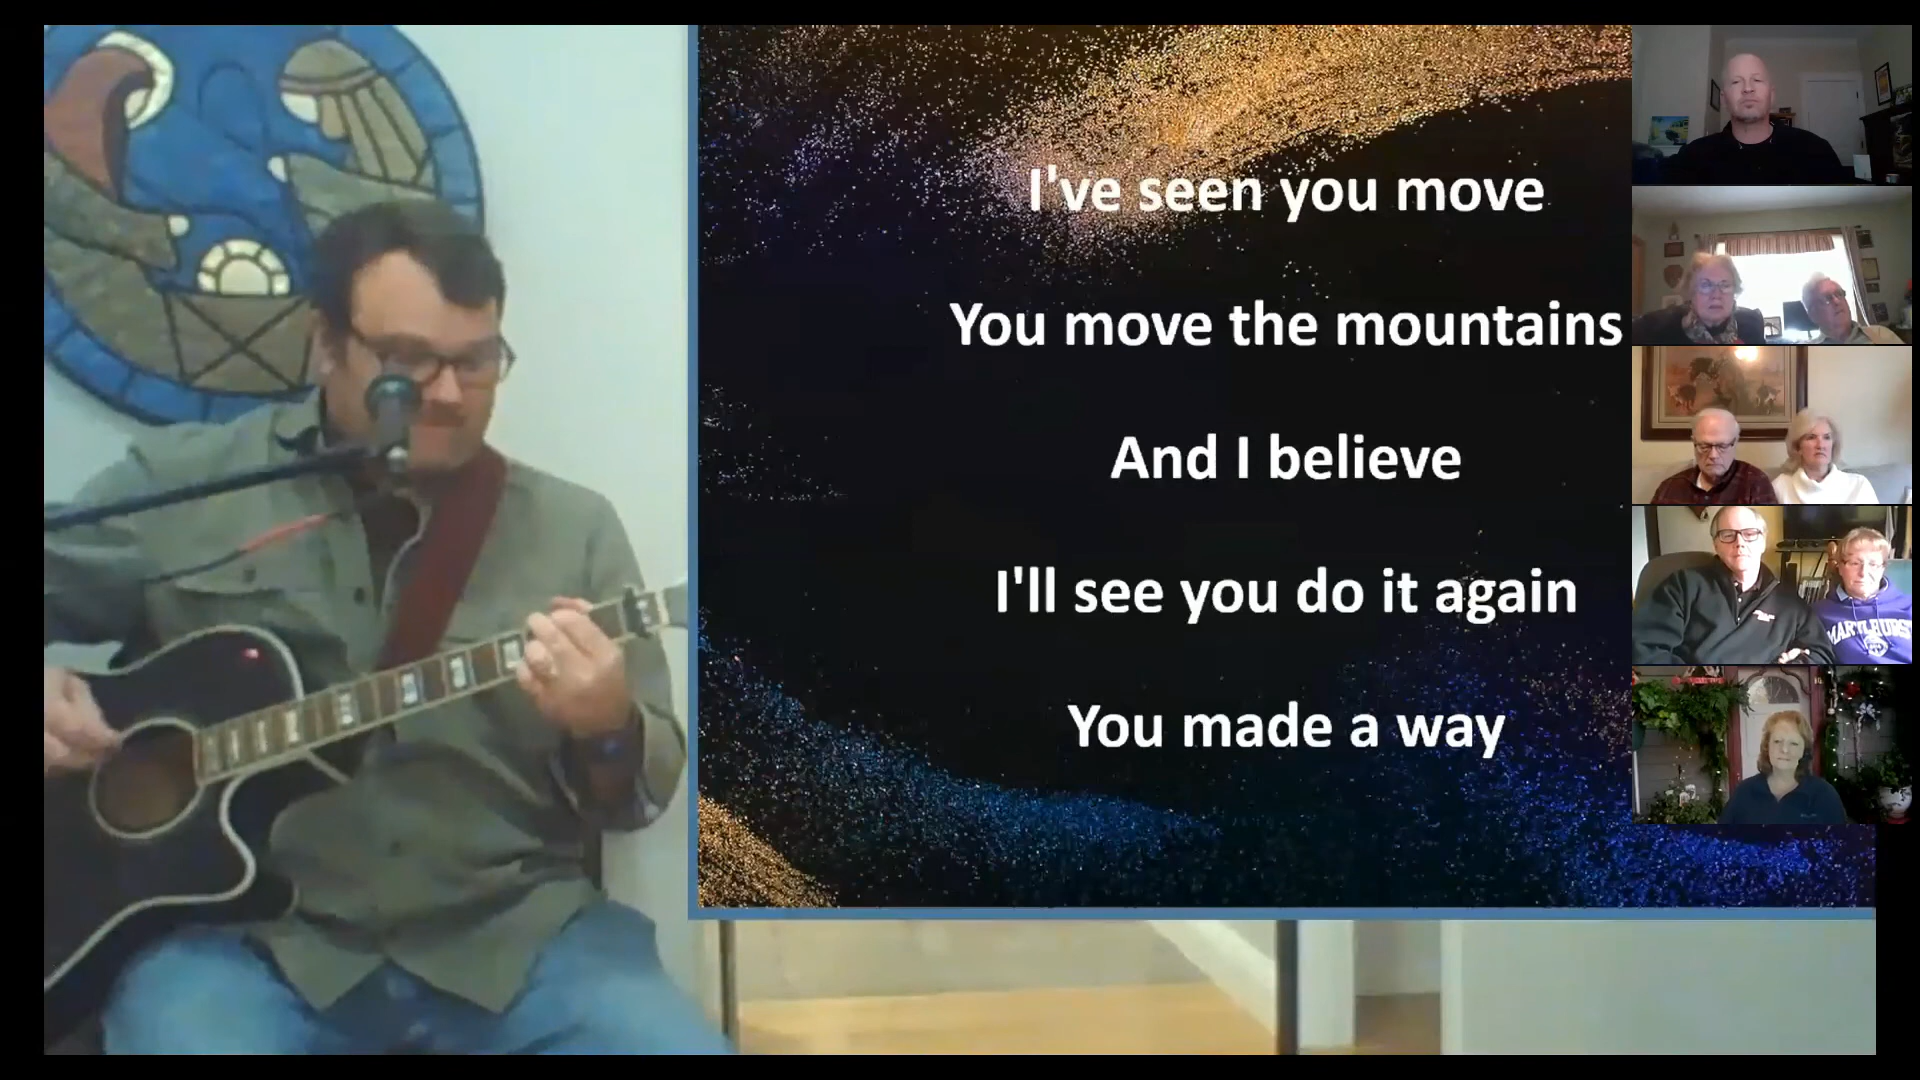 I've seen you move
You move the mountains
And I believe
I'll see you do it again
You made a way
MARYLHURST